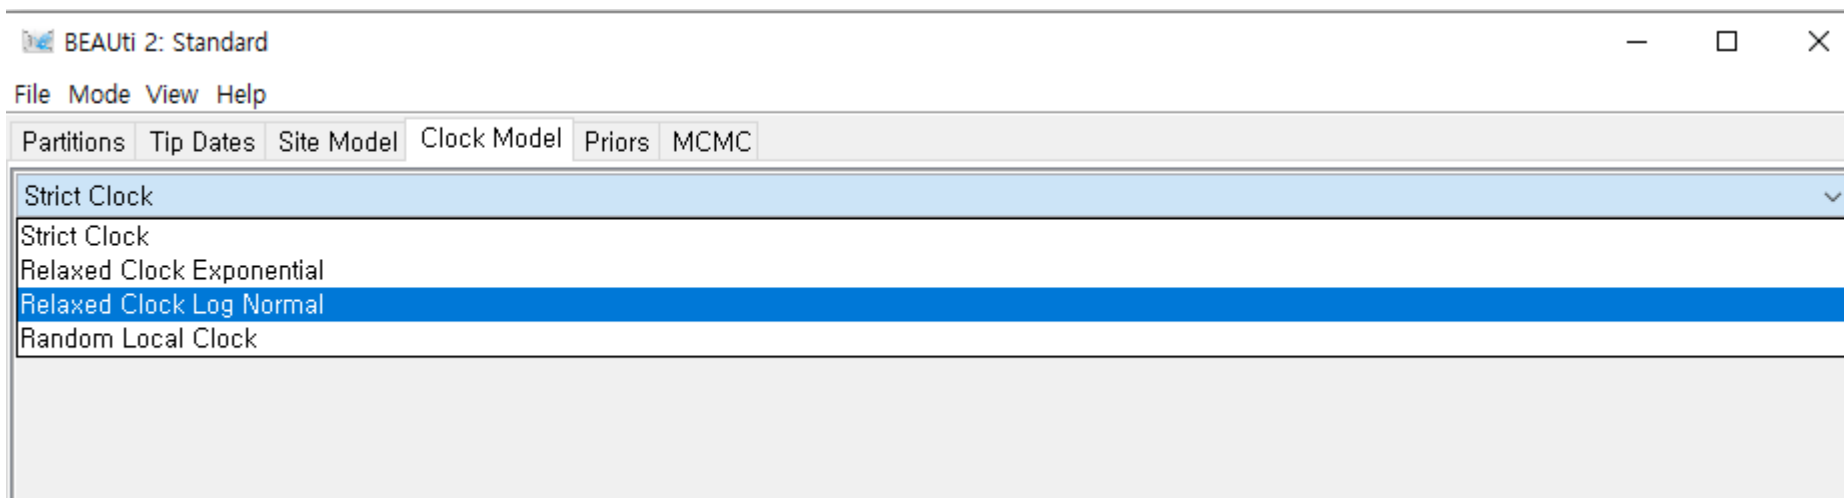 BEAUti 2: Standard
File Mode View Help
Partitions Tip Dates Site Model Clock Model Priors MCMC
Strict Clock
Strict Clock
Relaxed Clock Exponential
Relaxed Clock Log Normal
Random Local Clock